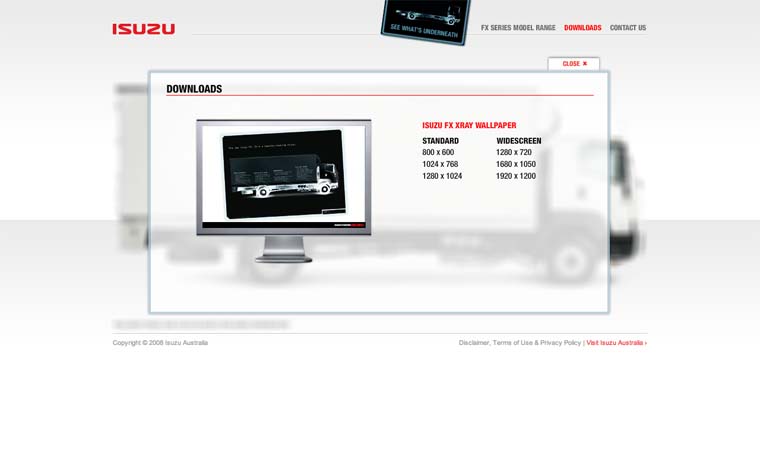 ISUZU
SEE WHAT'S UNDERNEATH
FX SERIES MODEL RANGE DOWNLOADS CONTACT US
CLOSE ✖
DOWNLOADS
ISUZU FX XRAY WALLPAPER
STANDARD WIDESCREEN
800 x 600 1280 x 720
1024 x 768 1680 x 1050
1280 x 1024 1920 x 1200
Copyright © 2008 Isuzu Australia
Disclaimer, Terms of Use & Privacy Policy | Visit Isuzu Australia ›